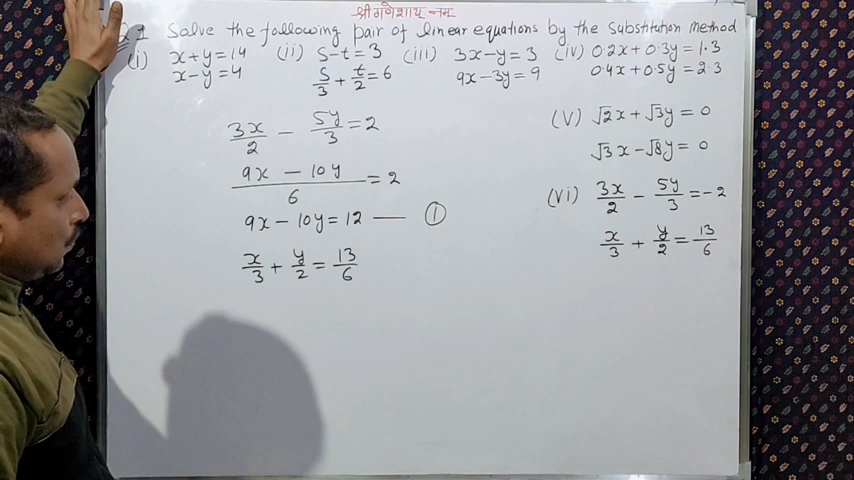 श्री गणेशाय नमः
Q.1 Solve the following pair of linear equations by the substitution method
(i) x+y=14 (ii) s-t=3 (iii) 3x-y=3 (iv) 0.2x+0.3y=1.3
x-y=4 s/3 + t/2 = 6 9x-3y=9 0.4x+0.5y=2.3
3x/2 - 5y/3 = 2
(v) √2x + √3y = 0
√3x - √8y = 0
(9x - 10y)/6 = 2
(vi) 3x/2 - 5y/3 = -2
9x - 10y = 12 — ①
x/3 + y/2 = 13/6
x/3 + y/2 = 13/6